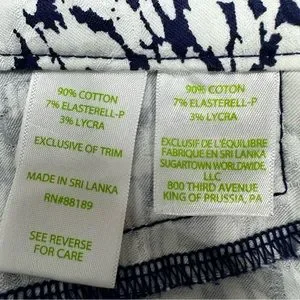 90% COTTON
7% ELASTERELL-P
3% LYCRA
EXCLUSIVE OF TRIM
MADE IN SRI LANKA
RN#88189
SEE REVERSE
FOR CARE
90% COTTON
7% ELASTERELL-P
3% LYCRA
EXCLUSIF DE L'ÉQUILIBRE
FABRIQUE EN SRI LANKA
SUGARTOWN WORLDWIDE,
LLC
800 THIRD AVENUE
KING OF PRUSSIA, PA